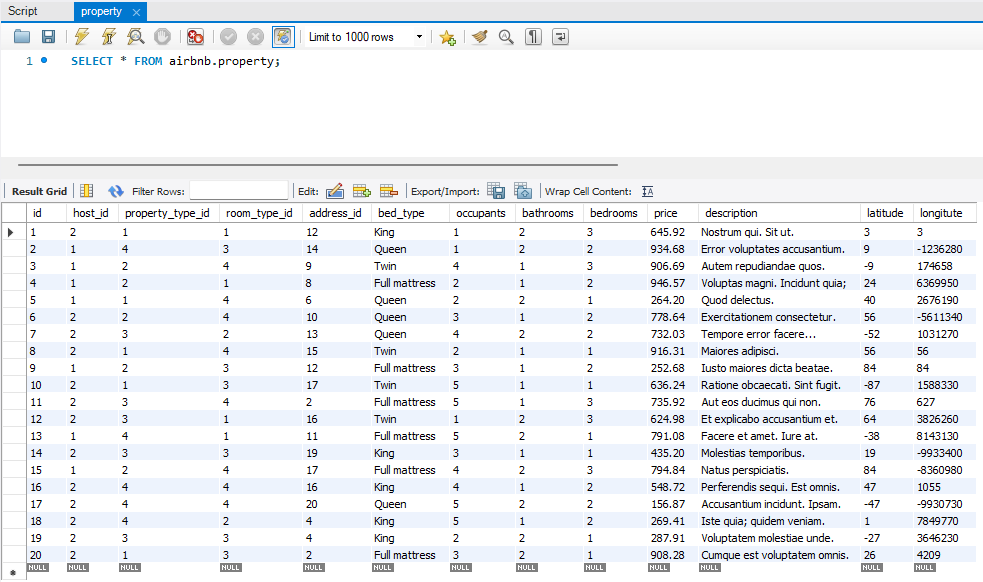 Script property ×
Limit to 1000 rows
1 SELECT * FROM airbnb.property;
Result Grid Filter Rows: Edit: Export/Import: Wrap Cell Content:
id host_id property_type_id room_type_id address_id bed_type occupants bathrooms bedrooms price description latitude longitute
1 2 1 1 12 King 1 2 3 645.92 Nostrum qui. Sit ut. 3 3
2 1 4 3 14 Queen 1 2 2 934.68 Error voluptates accusantium. 9 -1236280
3 1 2 4 9 Twin 4 1 3 906.69 Autem repudiandae quos. -9 174658
4 1 2 1 8 Full mattress 2 1 2 946.57 Voluptas magni. Incidunt quia; 24 6369950
5 1 1 4 6 Queen 2 2 1 264.20 Quod delectus. 40 2676190
6 2 2 4 10 Queen 3 1 2 778.64 Exercitationem consectetur. 56 -5611340
7 2 3 2 13 Queen 4 2 2 732.03 Tempore error facere... -52 1031270
8 2 1 4 15 Twin 2 1 1 916.31 Maiores adipisci. 56 56
9 1 2 3 12 Full mattress 3 1 2 252.68 Iusto maiores dicta beatae. 84 84
10 2 1 3 17 Twin 5 1 1 636.24 Ratione obcaecati. Sint fugit. -87 1588330
11 2 3 4 2 Full mattress 5 1 3 735.92 Aut eos ducimus qui non. 76 627
12 2 3 1 16 Twin 1 2 3 624.98 Et explicabo accusantium et. 64 3826260
13 1 4 1 11 Full mattress 5 2 1 791.08 Facere et amet. Iure at. -38 8143130
14 2 3 3 19 King 3 1 1 435.20 Molestias temporibus. 19 -9933400
15 1 2 4 17 Full mattress 4 2 3 794.84 Natus perspiciatis. 84 -8360980
16 2 4 4 16 King 4 1 2 548.72 Perferendis sequi. Est omnis. 47 1055
17 2 4 4 20 Queen 5 2 1 156.87 Accusantium incidunt. Ipsam. -47 -9930730
18 2 4 2 4 King 5 1 2 269.41 Iste quia; quidem veniam. 1 7849770
19 2 3 3 4 King 2 2 1 287.91 Voluptatem molestiae unde. -27 3646230
20 2 1 3 2 Full mattress 3 2 1 908.28 Cumque est voluptatem omnis. 26 4209
NULL NULL NULL NULL NULL NULL NULL NULL NULL NULL NULL NULL NULL